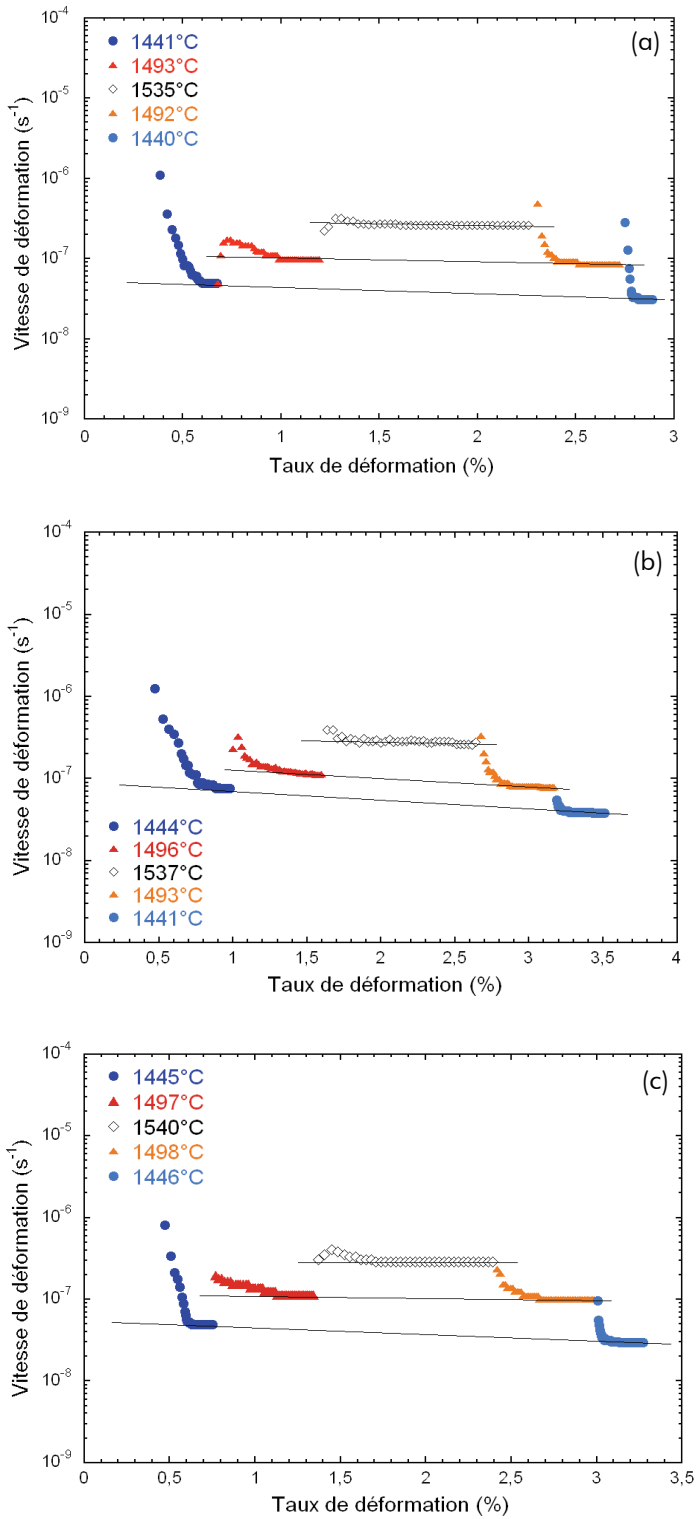 (a)
1441°C
1493°C
1535°C
1492°C
1440°C
10⁻⁴
10⁻⁵
10⁻⁶
10⁻⁷
10⁻⁸
10⁻⁹
Vitesse de déformation (s⁻¹)
0 0,5 1 1,5 2 2,5 3
Taux de déformation (%)
(b)
10⁻⁴
10⁻⁵
10⁻⁶
10⁻⁷
10⁻⁸
10⁻⁹
Vitesse de déformation (s⁻¹)
1444°C
1496°C
1537°C
1493°C
1441°C
0 0,5 1 1,5 2 2,5 3 3,5 4
Taux de déformation (%)
(c)
1445°C
1497°C
1540°C
1498°C
1446°C
10⁻⁴
10⁻⁵
10⁻⁶
10⁻⁷
10⁻⁸
10⁻⁹
Vitesse de déformation (s⁻¹)
0 0,5 1 1,5 2 2,5 3 3,5
Taux de déformation (%)